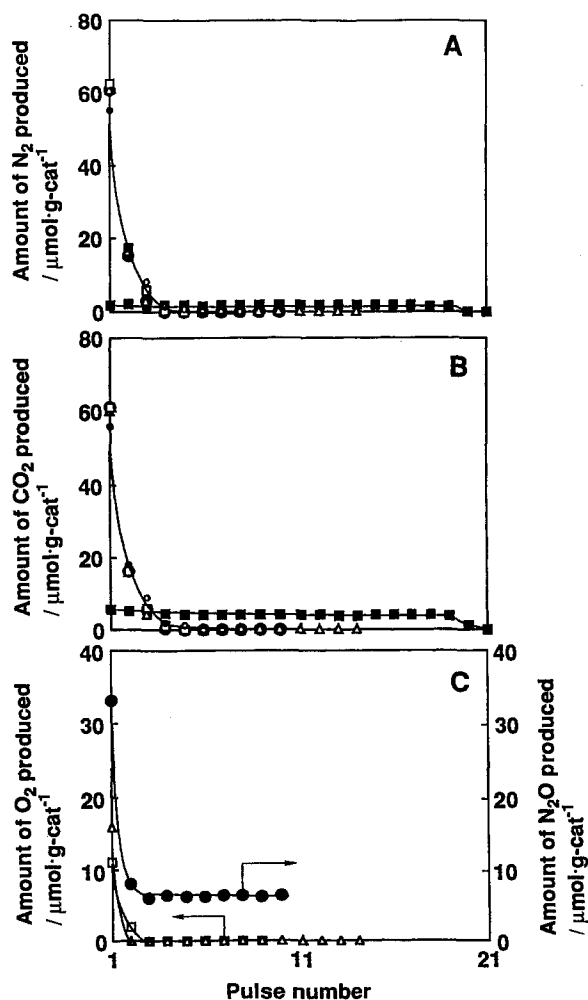 80
60
40
20
0
Amount of N₂ produced
/ μmol·g-cat⁻¹
A
80
60
40
20
0
Amount of CO₂ produced
/ μmol·g-cat⁻¹
B
40
30
20
10
0
Amount of O₂ produced
/ μmol·g-cat⁻¹
C
40
30
20
10
0
Amount of N₂O produced
/ μmol·g-cat⁻¹
1
11
21
Pulse number